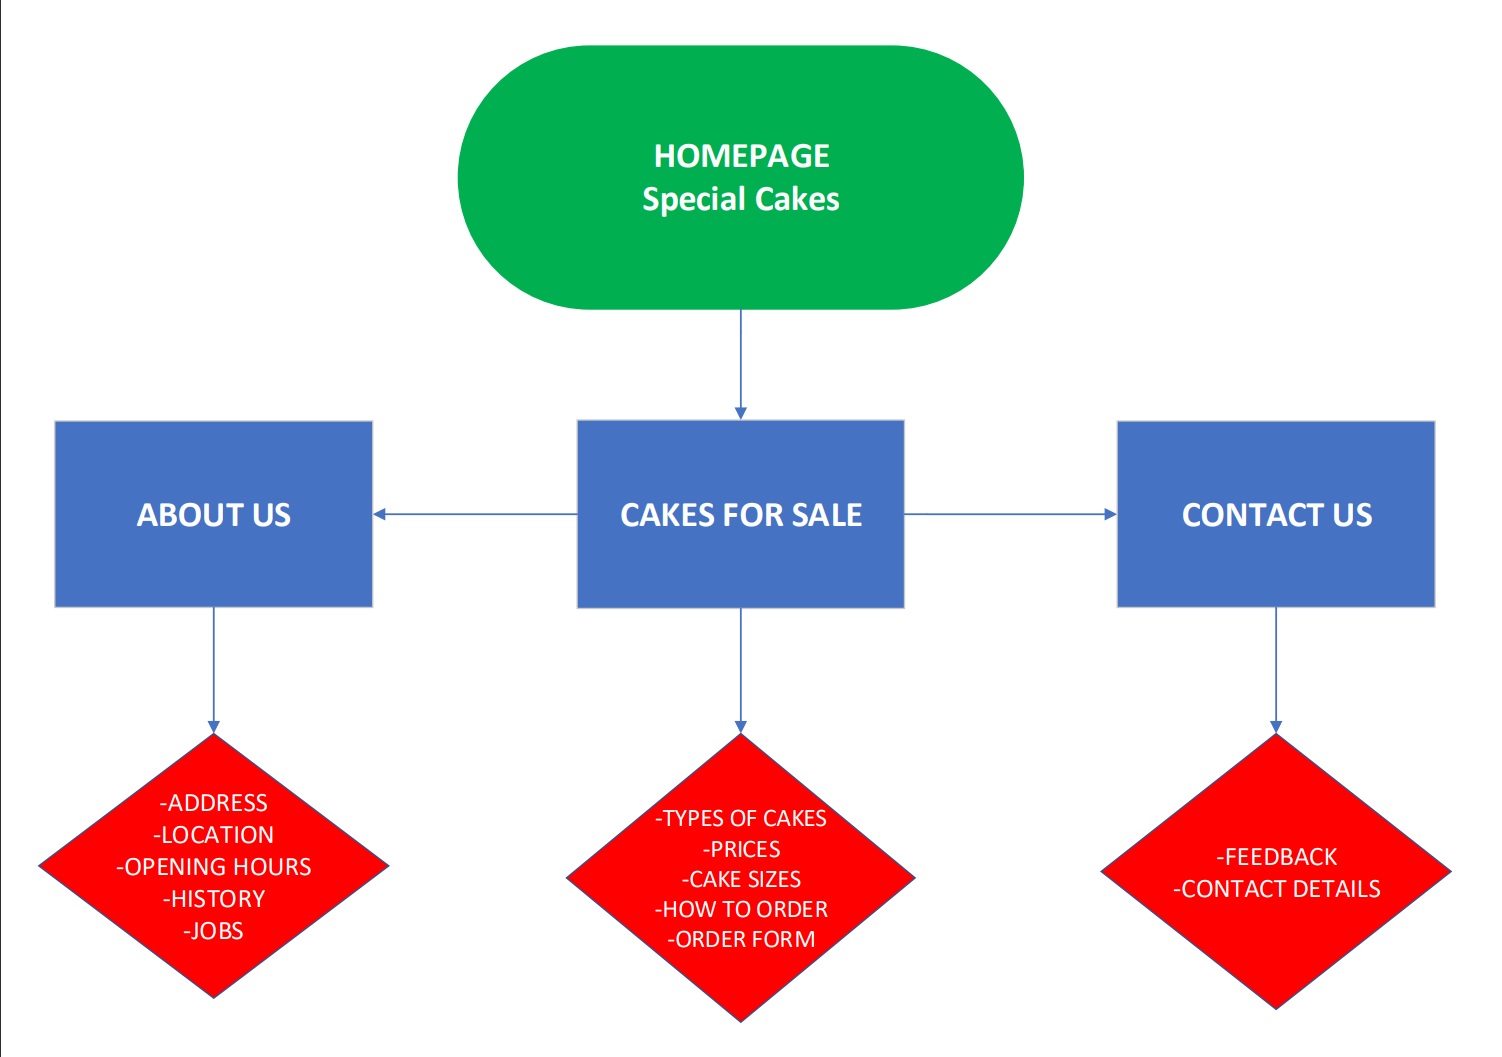 HOMEPAGE
Special Cakes
ABOUT US
CAKES FOR SALE
CONTACT US
-ADDRESS
-LOCATION
-OPENING HOURS
-HISTORY
-JOBS
-TYPES OF CAKES
-PRICES
-CAKE SIZES
-HOW TO ORDER
-ORDER FORM
-FEEDBACK
-CONTACT DETAILS